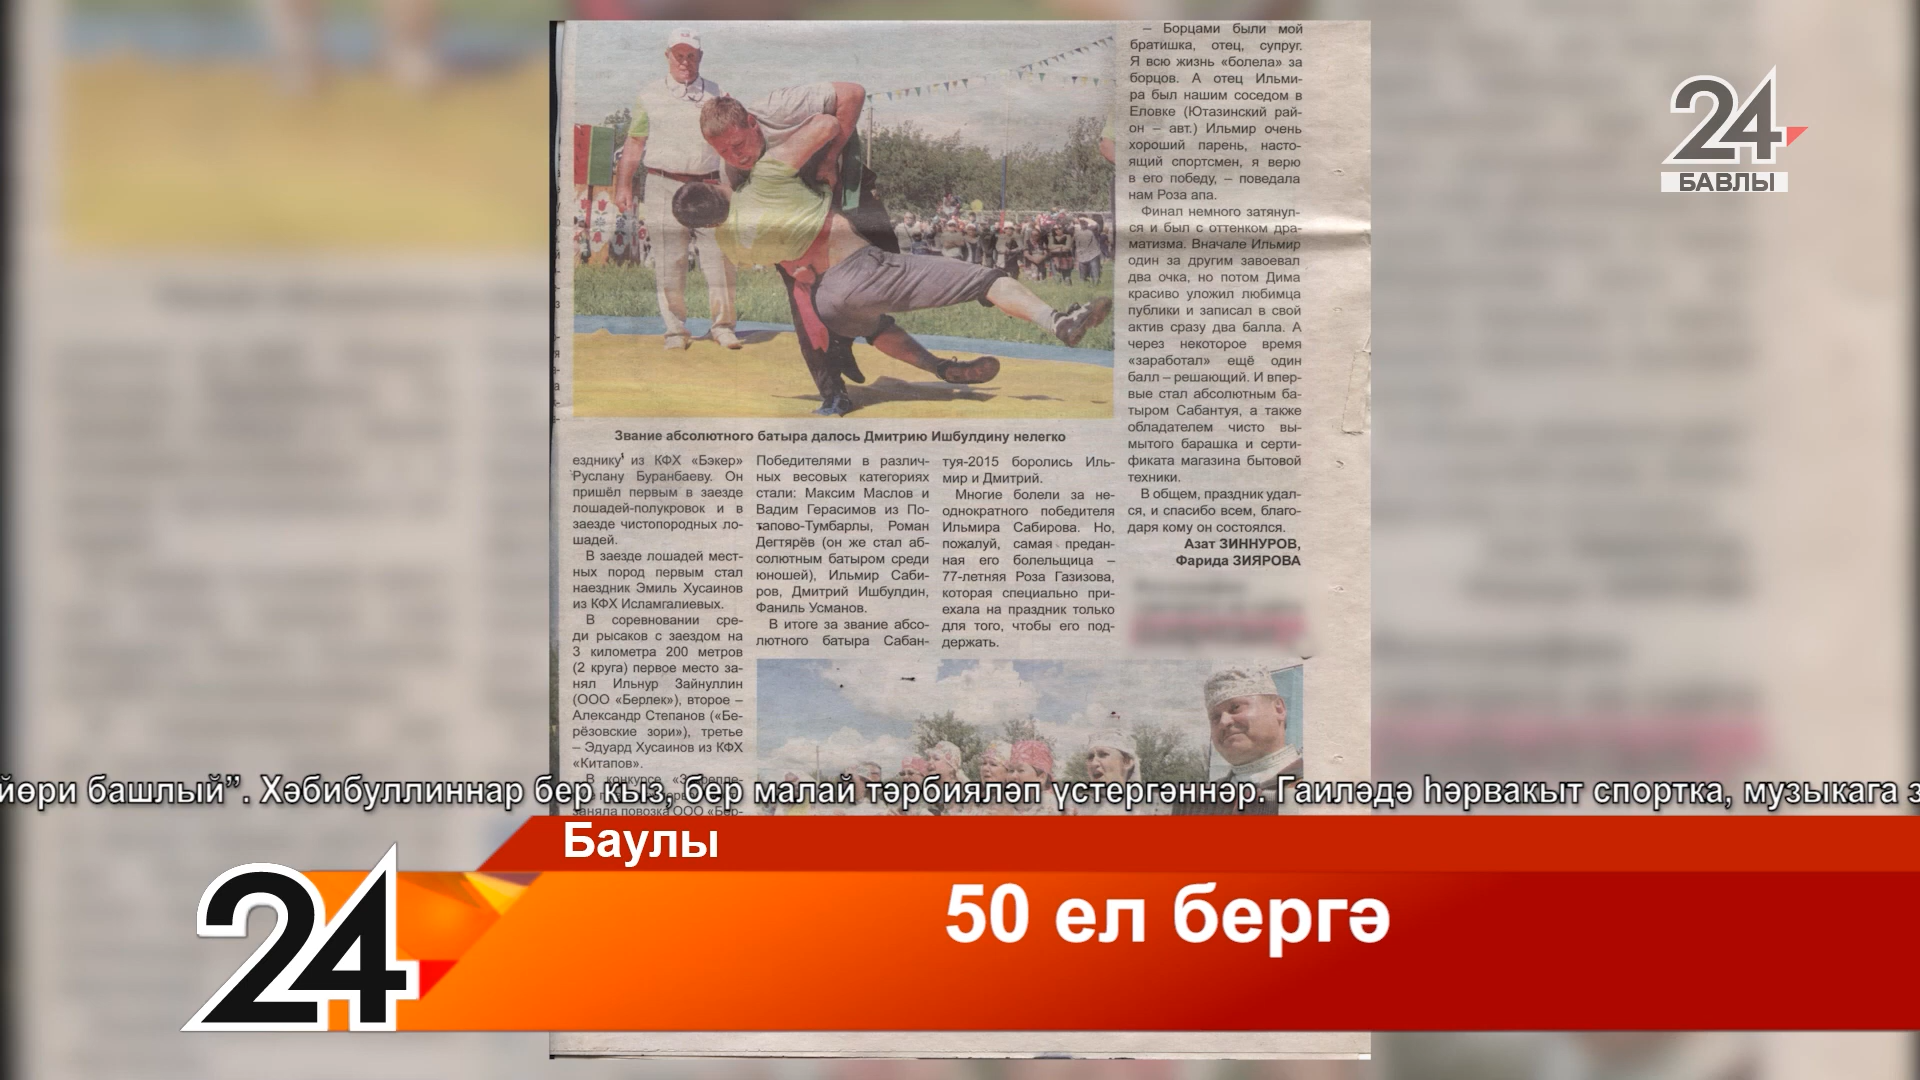 – Борцами были мой
братишка, отец, супруг.
Я всю жизнь «болела» за
борцов. А отец Ильми-
ра был нашим соседом в
Еловке (Ютазинский рай-
он – авт.) Ильмир очень
хороший парень, насто-
ящий спортсмен, я верю
в его победу, – поведала
нам Роза апа.
Финал немного затянул-
ся и был с оттенком дра-
матизма. Вначале Ильмир
один за другим завоевал
два очка, но потом Дима
красиво уложил любимца
публики и записал в свой
актив сразу два балла. А
через некоторое время
«заработал» ещё один
балл – решающий. И впер-
вые стал абсолютным ба-
тыром Сабантуя, а также
обладателем чисто вы-
мытого барашка и серти-
фиката магазина бытовой
техники.
В общем, праздник удал-
ся, и спасибо всем, благо-
даря кому он состоялся.
Азат ЗИННУРОВ,
Фарида ЗИЯРОВА
24
БАВЛЫ
Звание абсолютного батыра далось Дмитрию Ишбулдину нелегко
езднику из КФХ «Бэкер»
Руслану Буранбаеву. Он
пришёл первым в заезде
лошадей-полукровок и в
заезде чистопородных ло-
шадей.
В заезде лошадей мест-
ных пород первым стал
наездник Эмиль Хусаинов
из КФХ Исламгалиевых.
В соревновании сре-
ди рысаков с заездом на
3 километра 200 метров
(2 круга) первое место за-
нял Ильнур Зайнуллин
(ООО «Берлек»), второе –
Александр Степанов («Бе-
рёзовские зори»), третье
– Эдуард Хусаинов из КФХ
«Китапов».
В конкурсе
заняла повозка ООО «Бер-
Победителями в различ-
ных весовых категориях
стали: Максим Маслов и
Вадим Герасимов из По-
тапово-Тумбарлы, Роман
Дегтярёв (он же стал аб-
солютным батыром среди
юношей), Ильмир Саби-
ров, Дмитрий Ишбулдин,
Фаниль Усманов.
В итоге за звание абсо-
лютного батыра Сабан-
туя-2015 боролись Иль-
мир и Дмитрий.
Многие болели за не-
однократного победителя
Ильмира Сабирова. Но,
пожалуй, самая предан-
ная его болельщица –
77-летняя Роза Газизова,
которая специально при-
ехала на праздник только
для того, чтобы его под-
держать.
йөри башлый”. Хәбибуллиннар бер кыз, бер малай тәрбияләп үстергәннәр. Гаиләдә һәрвакыт спортка, музыкага з
Баулы
24
50 ел бергә